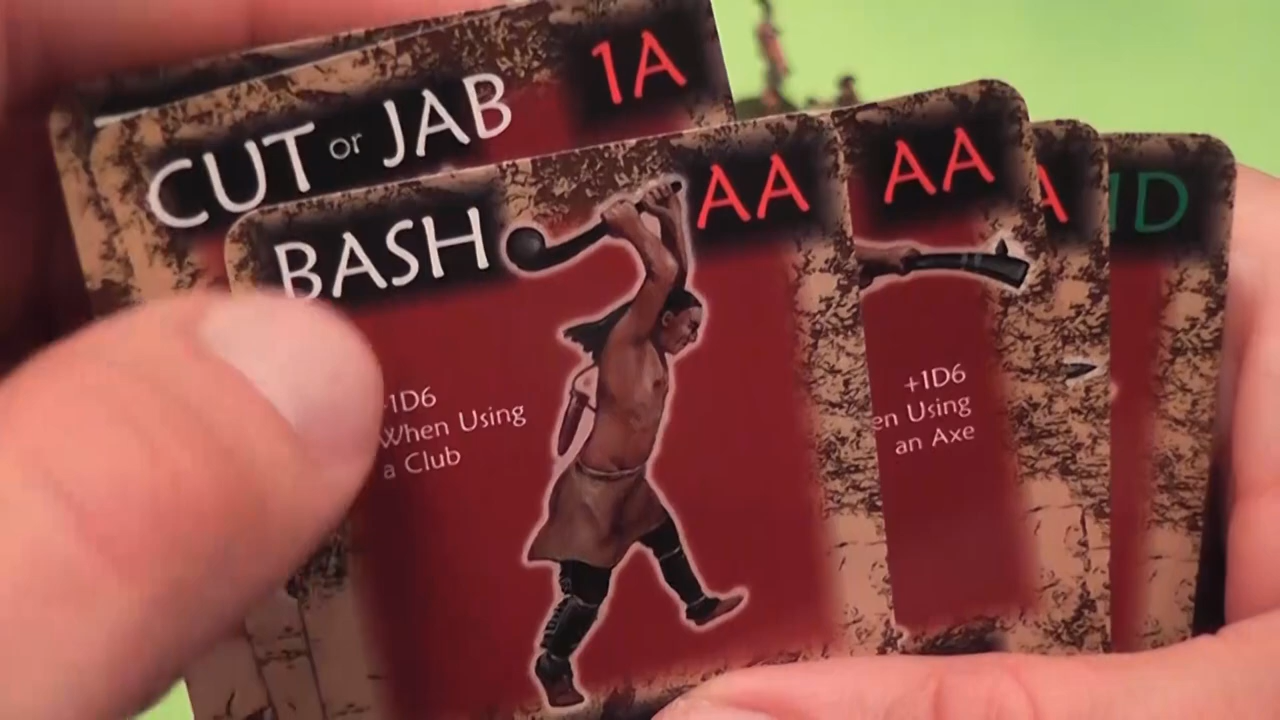 CUT or JAB 1A
BASH AA
1D6
When Using
a Club
AA
+1D6
en Using
an Axe
A
1D